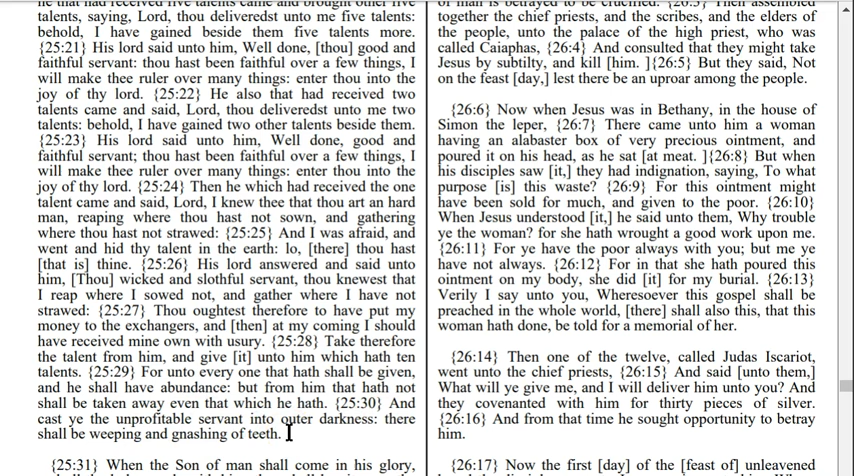 that had received five talents came and brought other five
talents, saying, Lord, thou deliveredst unto me five talents:
behold, I have gained beside them five talents more.
{25:21} His lord said unto him, Well done, [thou] good and
faithful servant: thou hast been faithful over a few things, I
will make thee ruler over many things: enter thou into the
joy of thy lord. {25:22} He also that had received two
talents came and said, Lord, thou deliveredst unto me two
talents: behold, I have gained two other talents beside them.
{25:23} His lord said unto him, Well done, good and
faithful servant; thou hast been faithful over a few things, I
will make thee ruler over many things: enter thou into the
joy of thy lord. {25:24} Then he which had received the one
talent came and said, Lord, I knew thee that thou art an hard
man, reaping where thou hast not sown, and gathering
where thou hast not strawed: {25:25} And I was afraid, and
went and hid thy talent in the earth: lo, [there] thou hast
[that is] thine. {25:26} His lord answered and said unto
him, [Thou] wicked and slothful servant, thou knewest that
I reap where I sowed not, and gather where I have not
strawed: {25:27} Thou oughtest therefore to have put my
money to the exchangers, and [then] at my coming I should
have received mine own with usury. {25:28} Take therefore
the talent from him, and give [it] unto him which hath ten
talents. {25:29} For unto every one that hath shall be given,
and he shall have abundance: but from him that hath not
shall be taken away even that which he hath. {25:30} And
cast ye the unprofitable servant into outer darkness: there
shall be weeping and gnashing of teeth.
{25:31} When the Son of man shall come in his glory,
of man is betrayed to be crucified. {26:3} Then assembled
together the chief priests, and the scribes, and the elders of
the people, unto the palace of the high priest, who was
called Caiaphas, {26:4} And consulted that they might take
Jesus by subtilty, and kill [him. ]{26:5} But they said, Not
on the feast [day,] lest there be an uproar among the people.
{26:6} Now when Jesus was in Bethany, in the house of
Simon the leper, {26:7} There came unto him a woman
having an alabaster box of very precious ointment, and
poured it on his head, as he sat [at meat. ]{26:8} But when
his disciples saw [it,] they had indignation, saying, To what
purpose [is] this waste? {26:9} For this ointment might
have been sold for much, and given to the poor. {26:10}
When Jesus understood [it,] he said unto them, Why trouble
ye the woman? for she hath wrought a good work upon me.
{26:11} For ye have the poor always with you; but me ye
have not always. {26:12} For in that she hath poured this
ointment on my body, she did [it] for my burial. {26:13}
Verily I say unto you, Wheresoever this gospel shall be
preached in the whole world, [there] shall also this, that this
woman hath done, be told for a memorial of her.
{26:14} Then one of the twelve, called Judas Iscariot,
went unto the chief priests, {26:15} And said [unto them,]
What will ye give me, and I will deliver him unto you? And
they covenanted with him for thirty pieces of silver.
{26:16} And from that time he sought opportunity to betray
him.
{26:17} Now the first [day] of the [feast of] unleavened